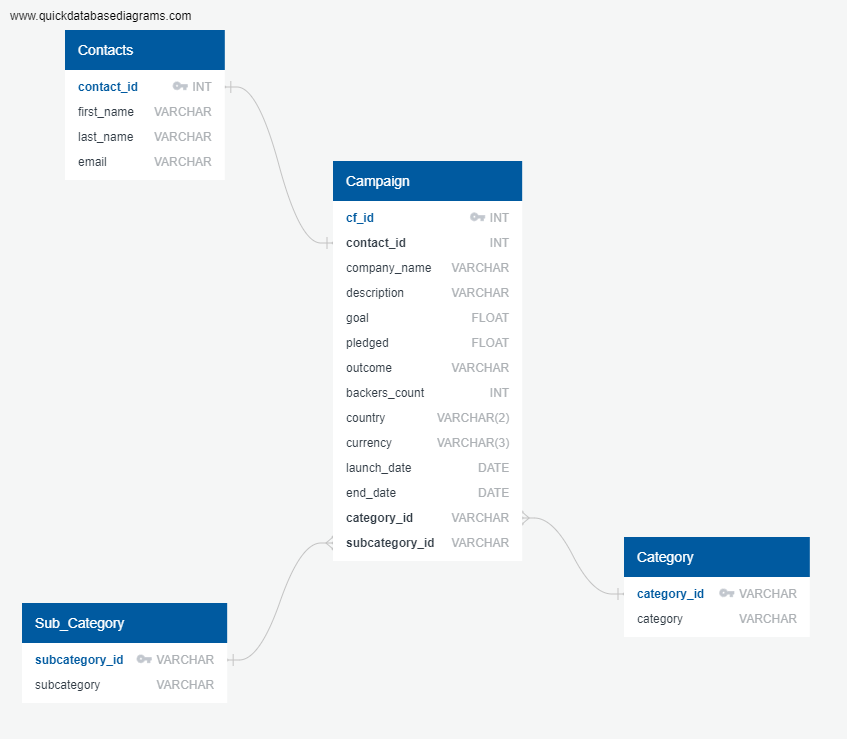 www.quickdatabasediagrams.com
Contacts
contact_id INT
first_name VARCHAR
last_name VARCHAR
email VARCHAR
Campaign
cf_id INT
contact_id INT
company_name VARCHAR
description VARCHAR
goal FLOAT
pledged FLOAT
outcome VARCHAR
backers_count INT
country VARCHAR(2)
currency VARCHAR(3)
launch_date DATE
end_date DATE
category_id VARCHAR
subcategory_id VARCHAR
Category
category_id VARCHAR
category VARCHAR
Sub_Category
subcategory_id VARCHAR
subcategory VARCHAR